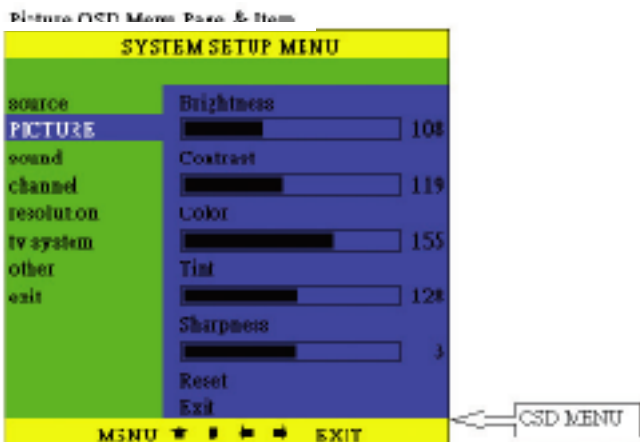 Picture OSD Menu Page & Item
SYSTEM SETUP MENU
source
PICTURE
sound
channel
resolution
tv system
other
exit
Brightness
108
Contrast
119
Color
155
Tint
128
Sharpness
3
Reset
Exit
MENU EXIT
OSD MENU